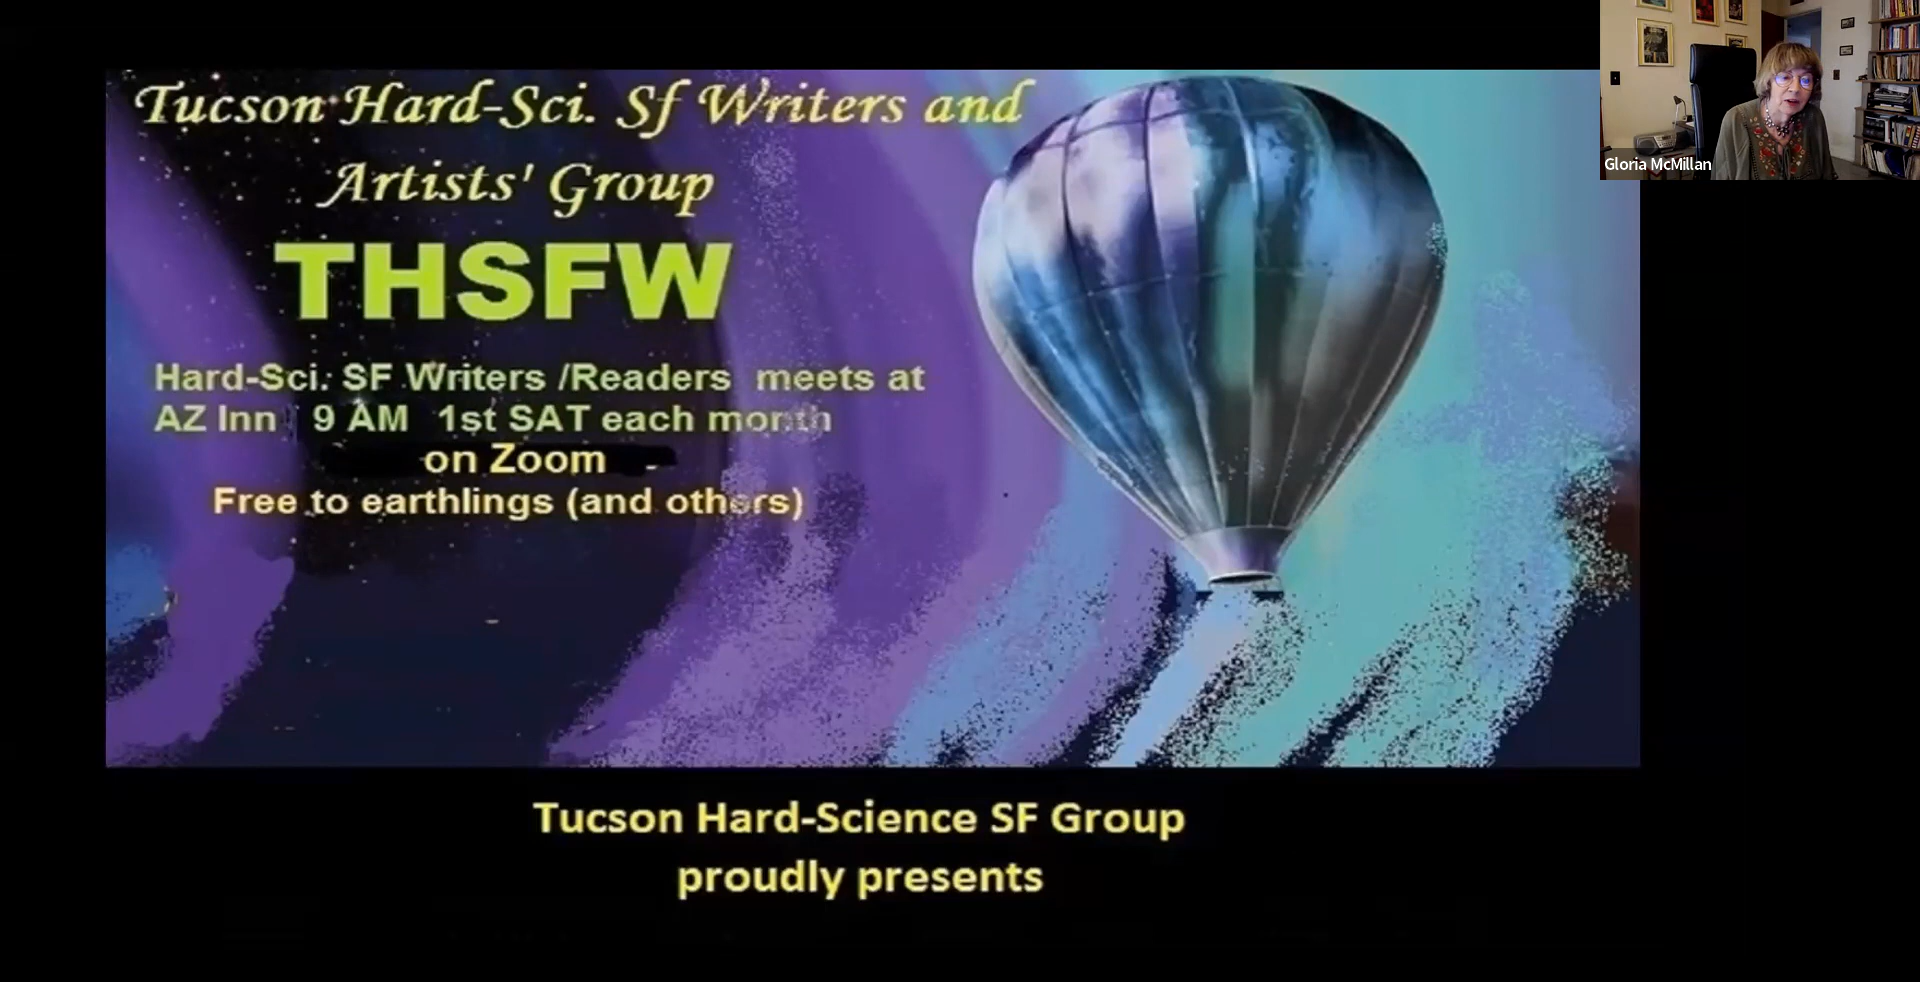 Tucson Hard-Sci. Sf Writers and
Artists' Group
THSFW
Hard-Sci. SF Writers /Readers meets at
AZ Inn 9 AM 1st SAT each month
on Zoom -
Free to earthlings (and others)
Tucson Hard-Science SF Group
proudly presents
Gloria McMillan